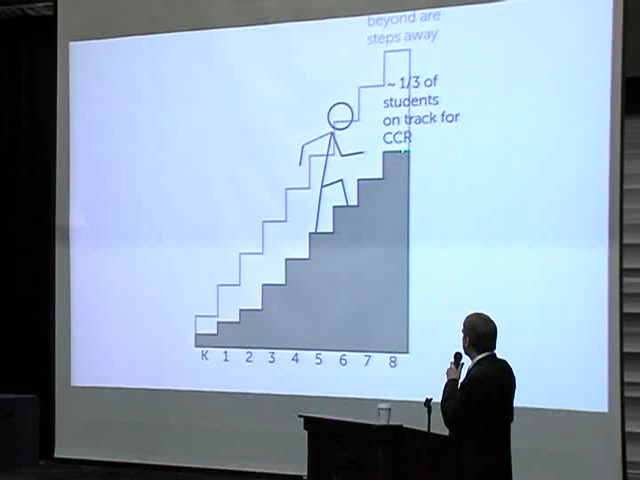 beyond are
steps away
~ 1/3 of
students
on track for
CCR
K 1 2 3 4 5 6 7 8